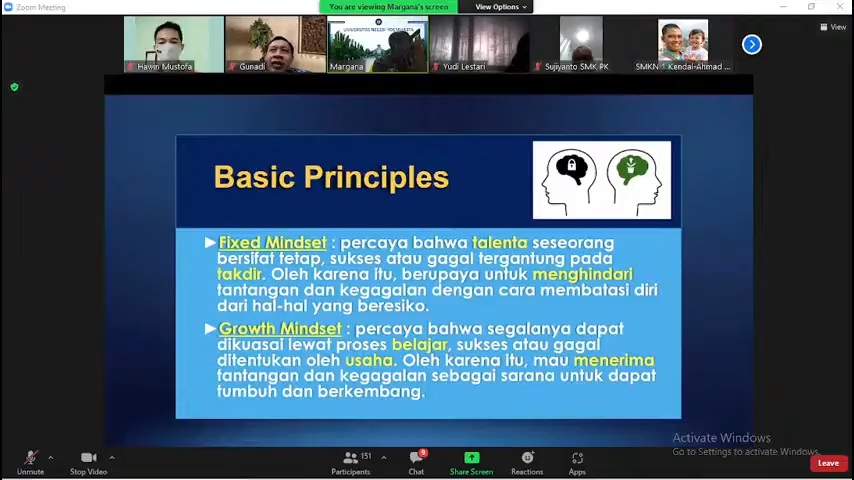 Zoom Meeting
You are viewing Margana's screen
View Options
View
UNIVERSITAS NEGERI YOGYAKARTA
Hawin Mustofa
Gunadi
Margana
Yudi Lestari
Sujiyanto SMK PK
SMKN 1 Kendal-Ahmad ...
Basic Principles
Fixed Mindset : percaya bahwa talenta seseorang
bersifat tetap, sukses atau gagal tergantung pada
takdir. Oleh karena itu, berupaya untuk menghindari
tantangan dan kegagalan dengan cara membatasi diri
dari hal-hal yang beresiko.
Growth Mindset : percaya bahwa segalanya dapat
dikuasai lewat proses belajar, sukses atau gagal
ditentukan oleh usaha. Oleh karena itu, mau menerima
tantangan dan kegagalan sebagai sarana untuk dapat
tumbuh dan berkembang.
Activate Windows
Go to Settings to activate Windows.
Unmute
Stop Video
151
Participants
9
Chat
Share Screen
Reactions
Apps
Leave